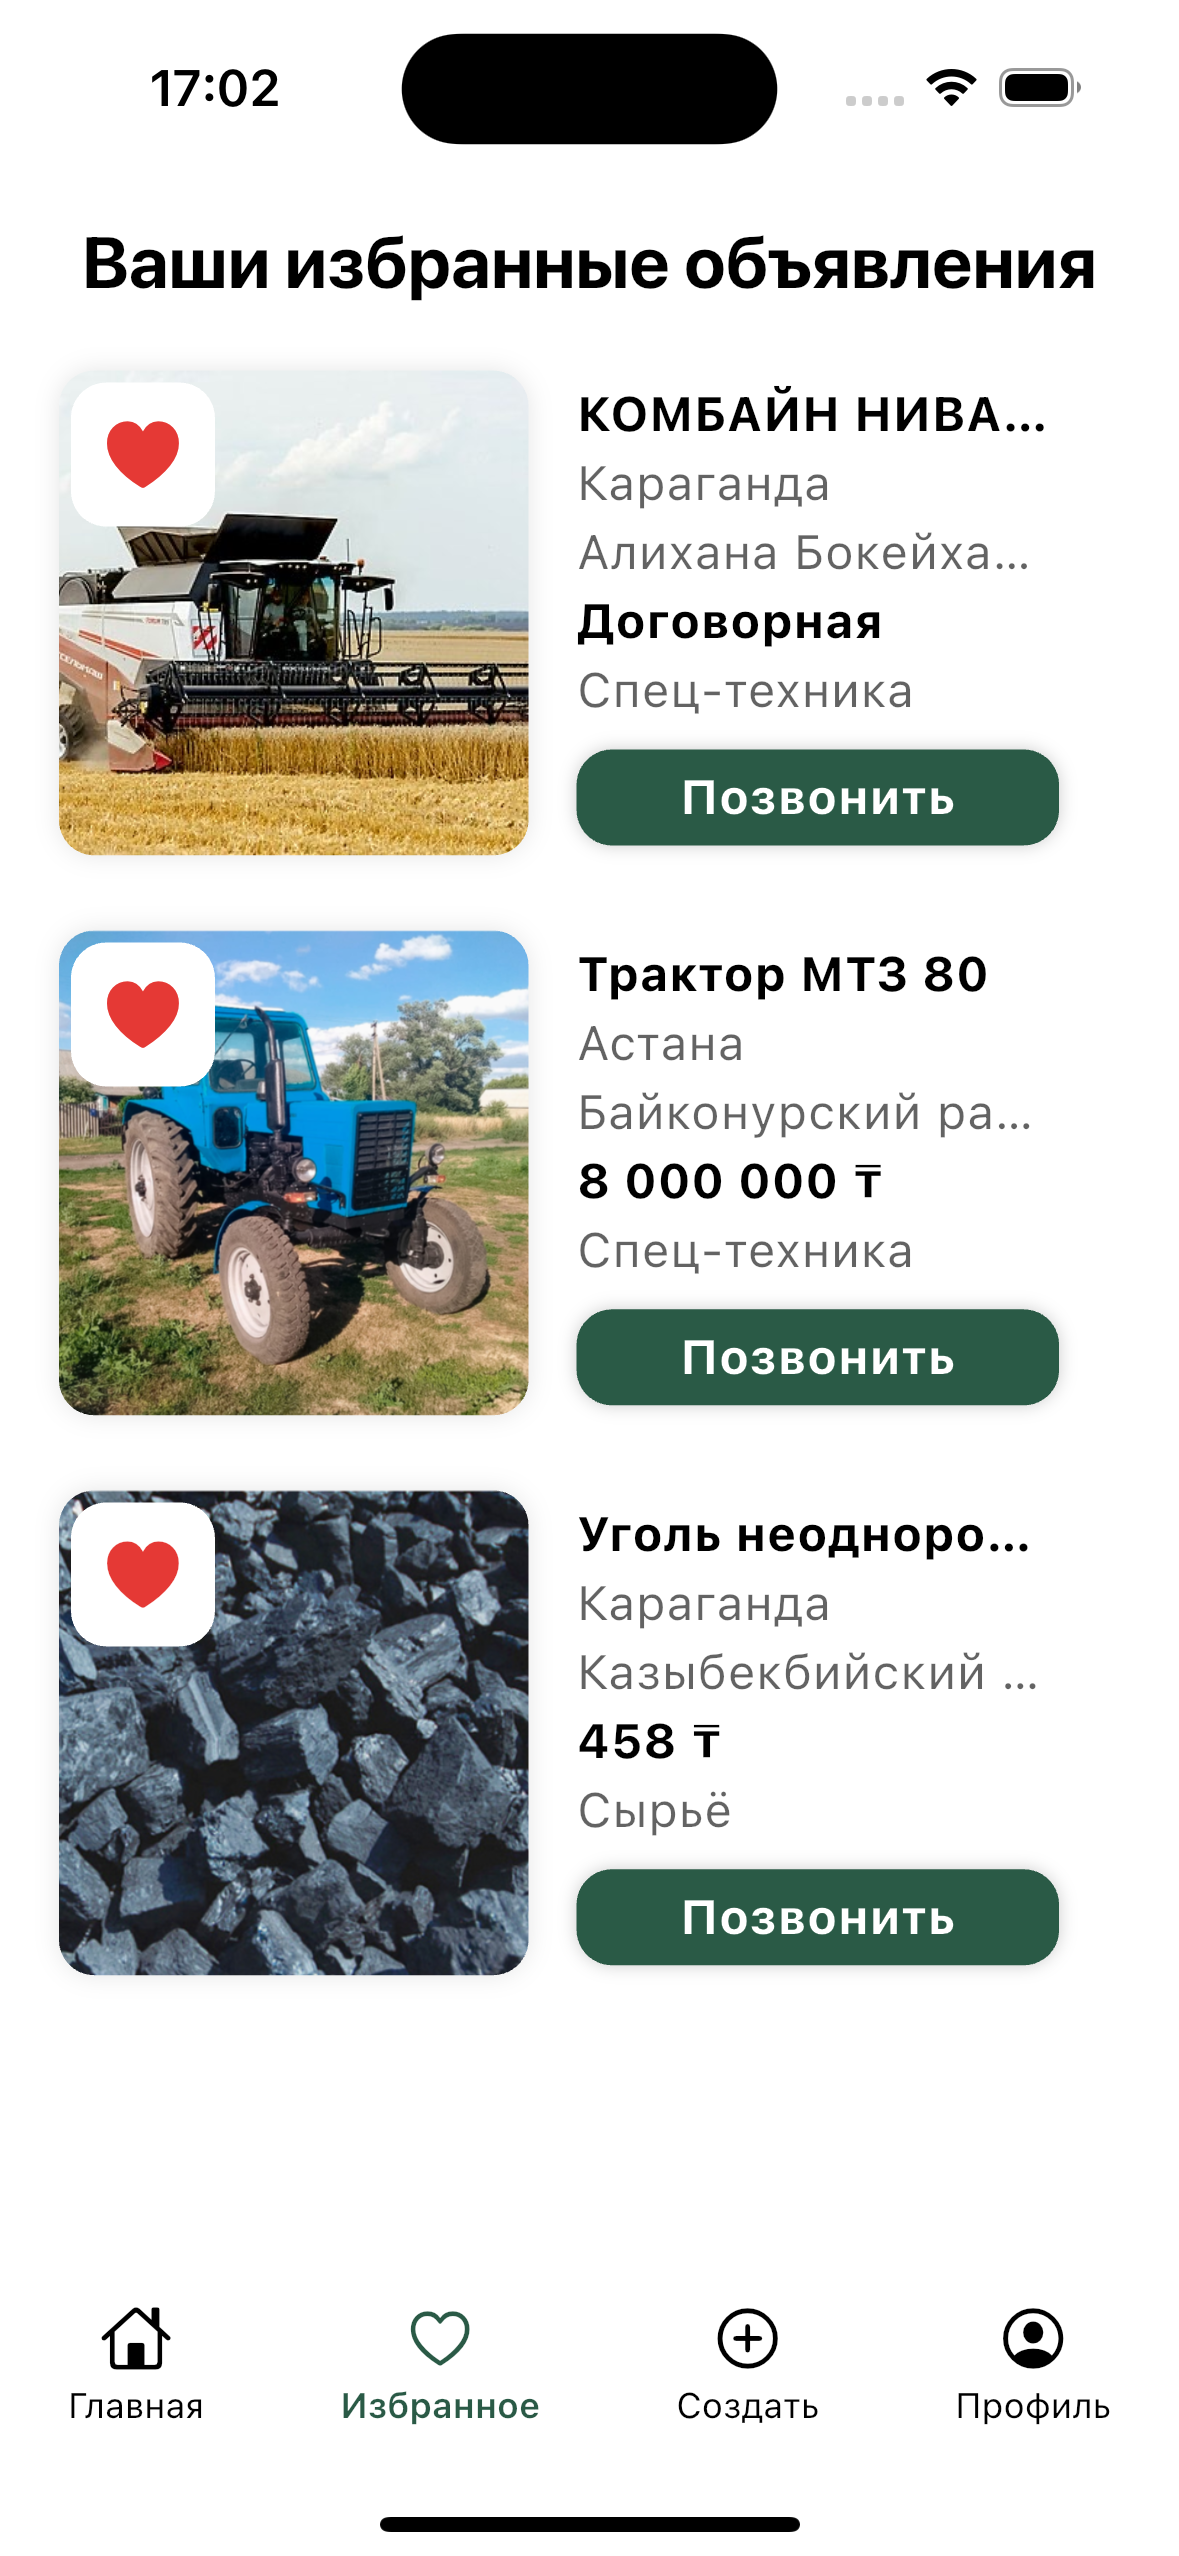 17:02
Ваши избранные объявления
КОМБАЙН НИВА...
Караганда
Алихана Бокейха...
Договорная
Спец-техника
Позвонить
Трактор МТЗ 80
Астана
Байконурский ра...
8 000 000 ₸
Спец-техника
Позвонить
Уголь неодноро...
Караганда
Казыбекбийский ...
458 ₸
Сырьё
Позвонить
Главная
Избранное
Создать
Профиль